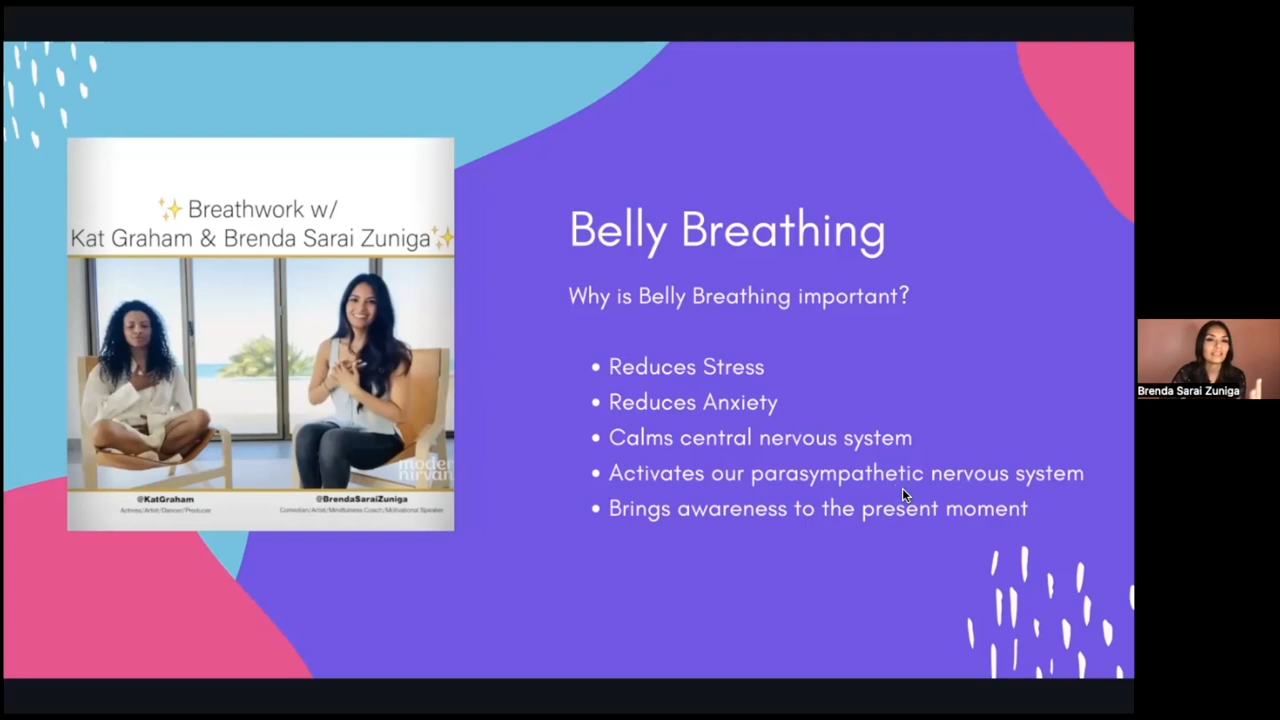 ✨Breathwork w/
Kat Graham & Brenda Sarai Zuniga✨
modern
nirvan
@KatGraham
Actress/Artist/Dancer/Producer
@BrendaSaraiZuniga
Comedian/Artist/Mindfulness Coach/Motivational Speaker
Belly Breathing
Why is Belly Breathing important?
• Reduces Stress
• Reduces Anxiety
• Calms central nervous system
• Activates our parasympathetic nervous system
• Brings awareness to the present moment
Brenda Sarai Zuniga